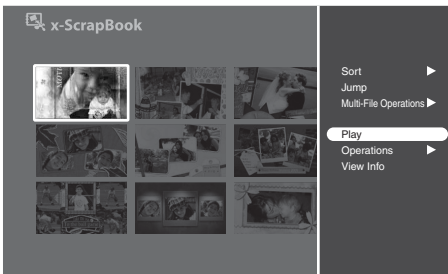 x-ScrapBook
Sort
Jump
Multi-File Operations
Play
Operations
View Info